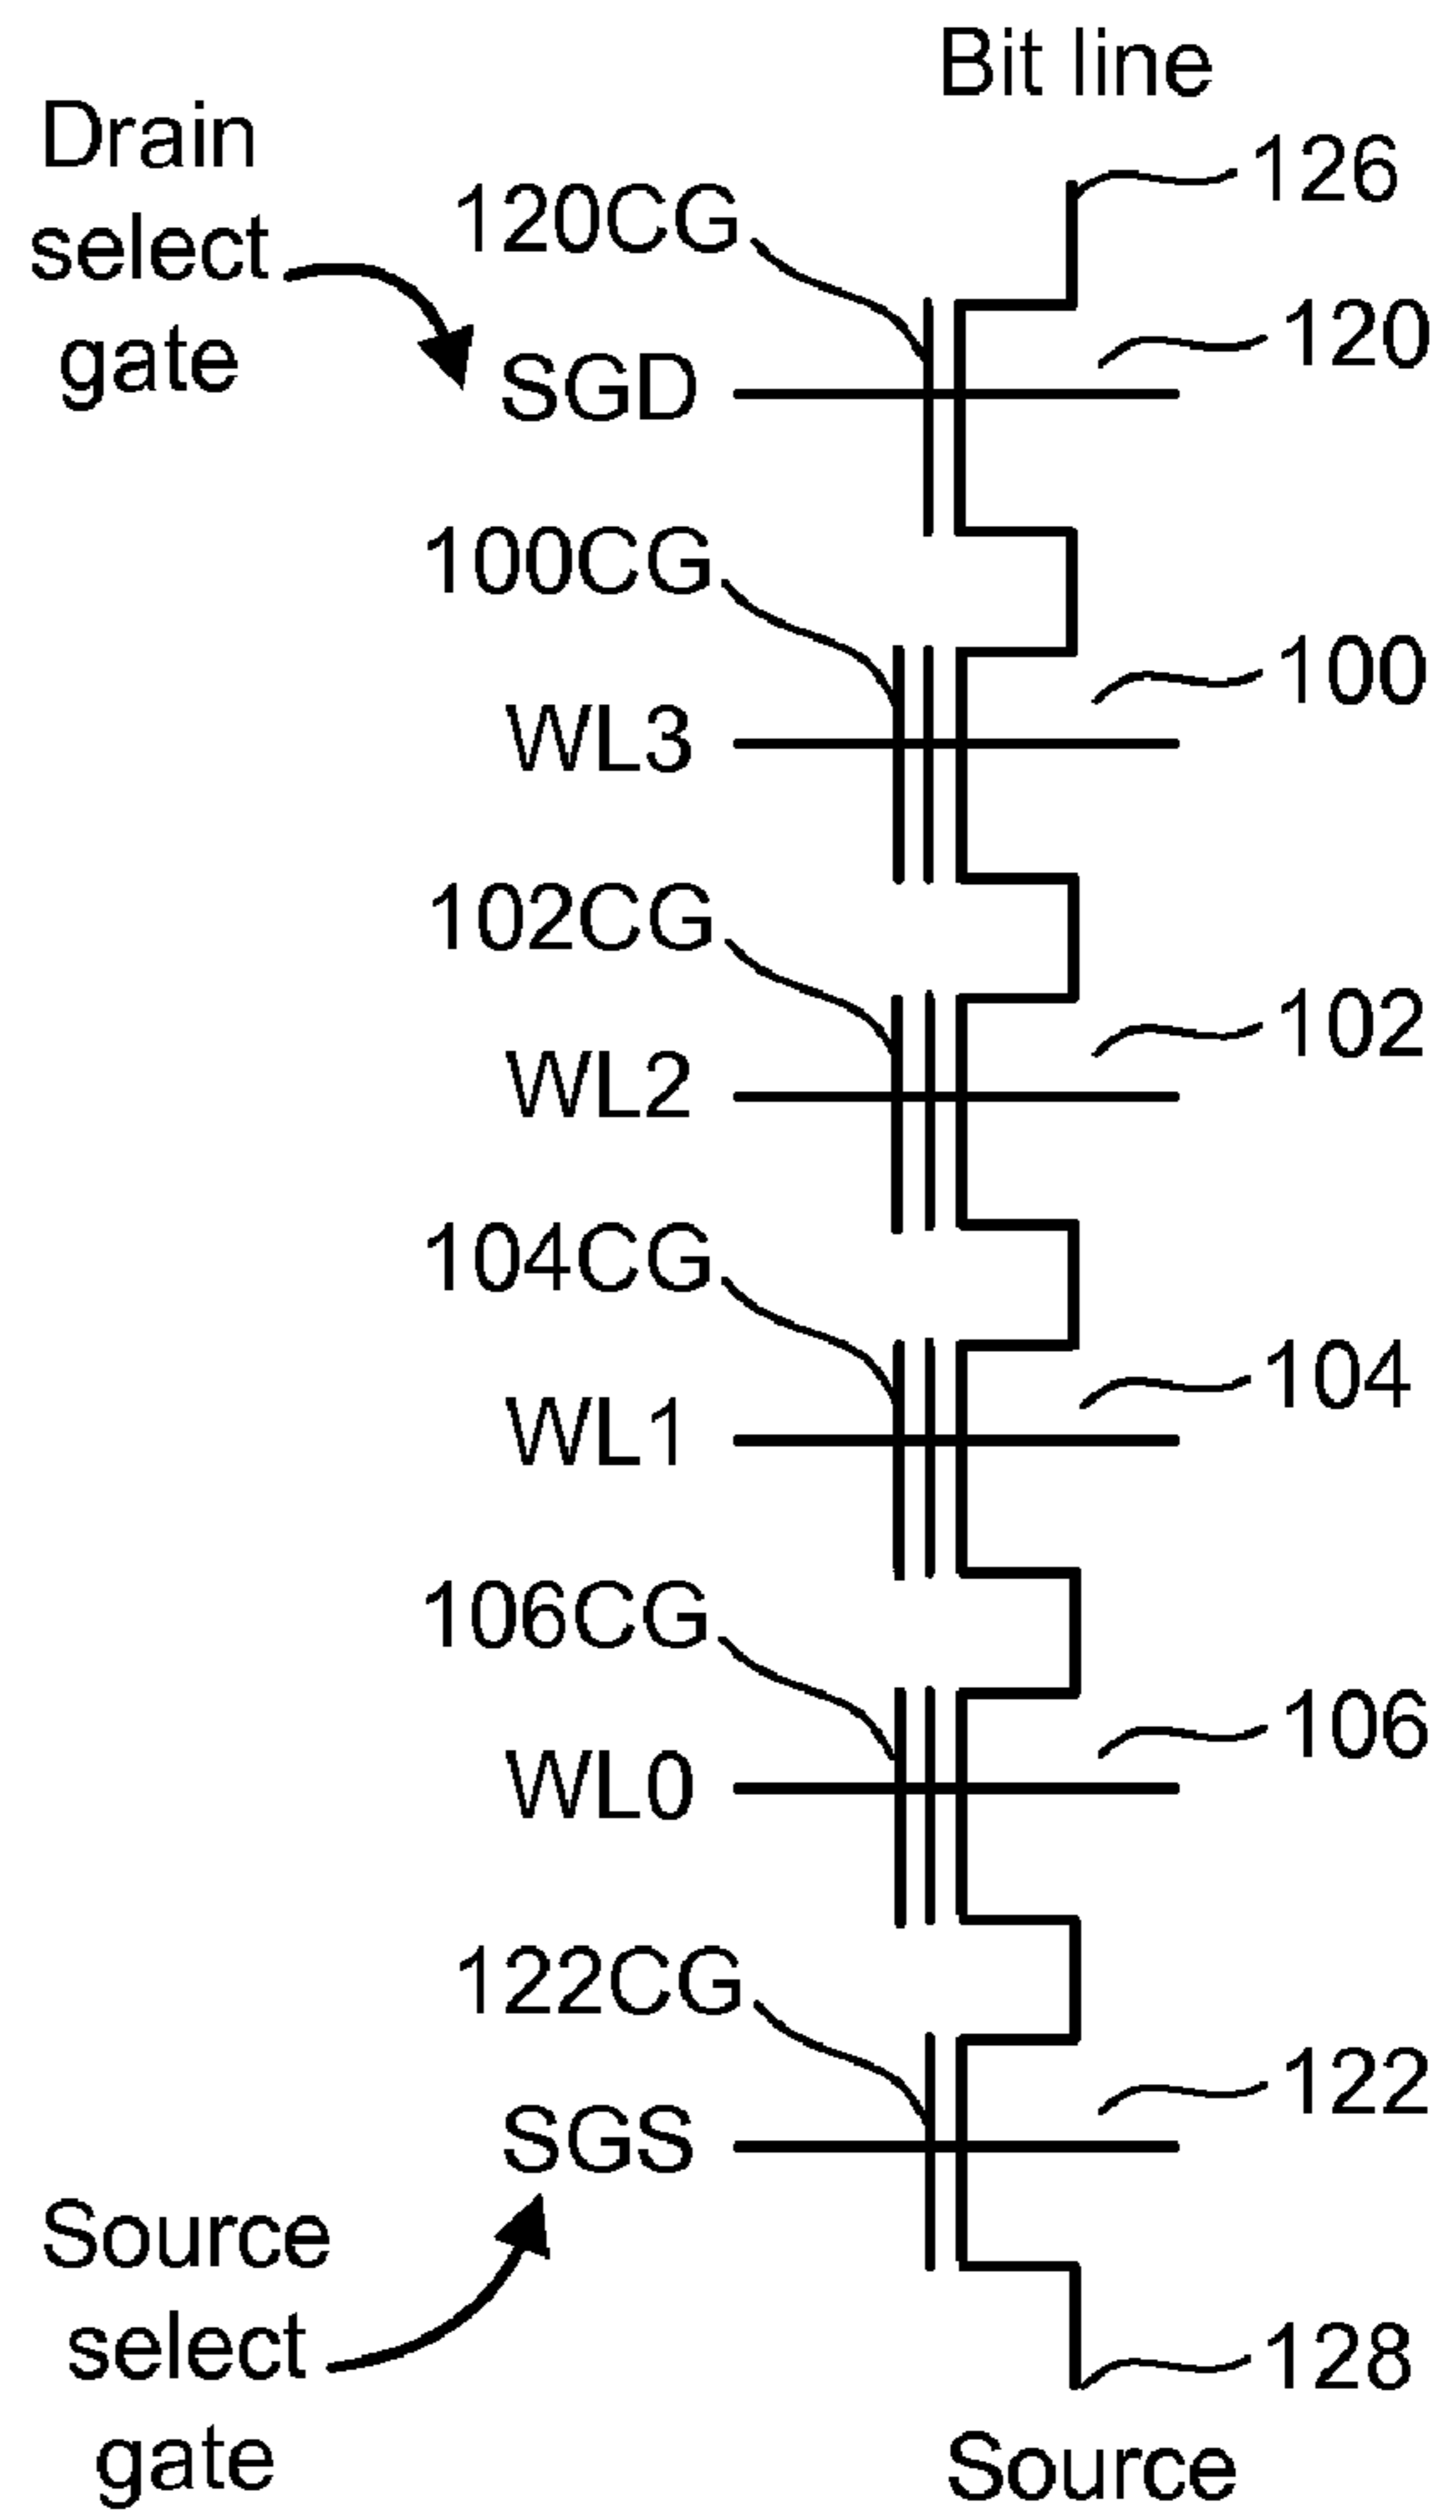 Bit line
126
Drain
select
gate
120CG
120
SGD
100CG
100
WL3
102CG
102
WL2
104CG
104
WL1
106CG
106
WL0
122CG
122
SGS
Source
select
gate
128
Source